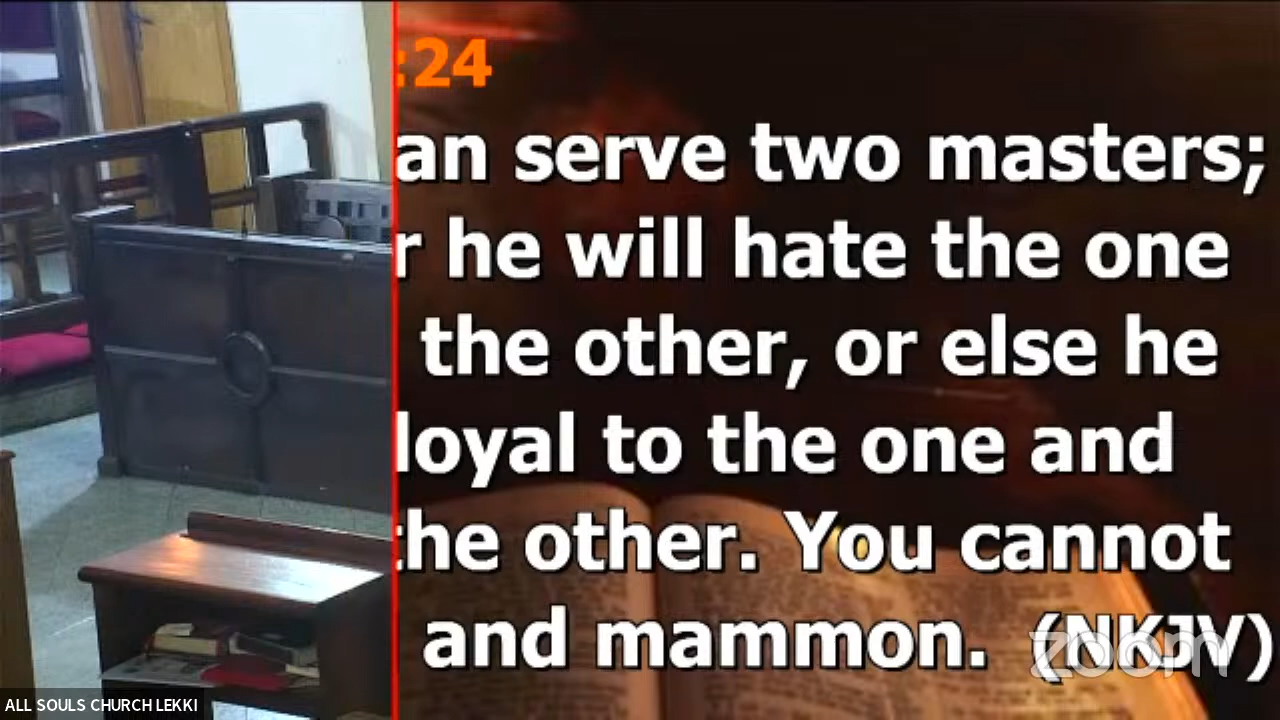 :24
an serve two masters;
r he will hate the one
the other, or else he
loyal to the one and
the other. You cannot
and mammon. (NKJV)
zoom
ALL SOULS CHURCH LEKKI